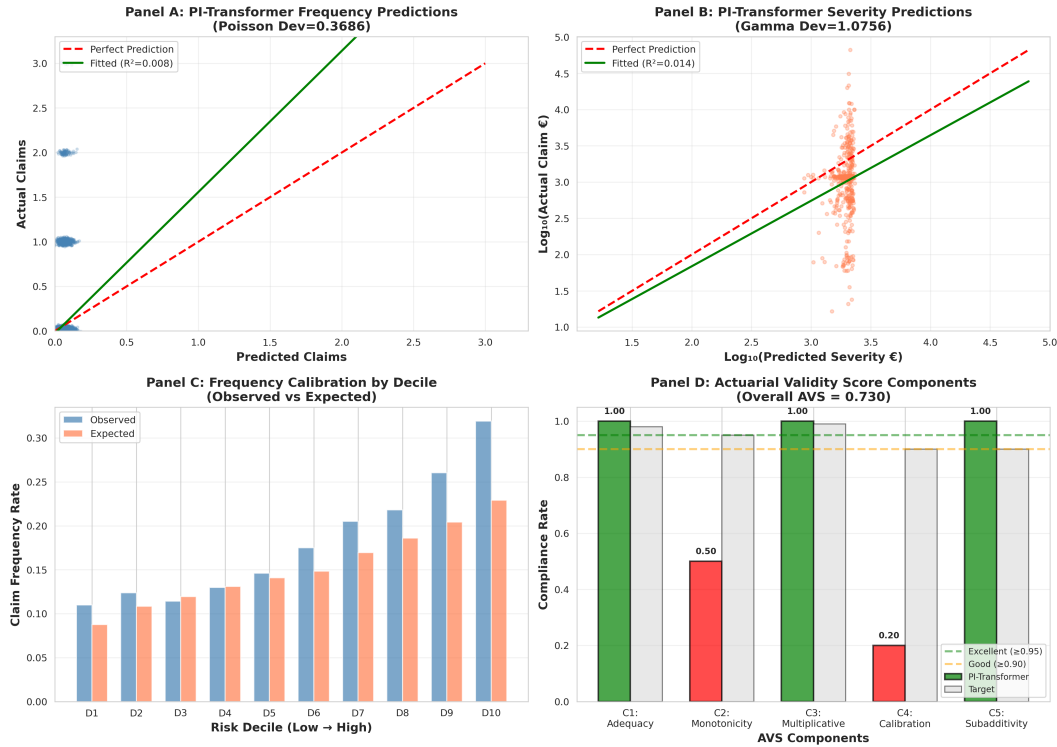 Panel A: PI-Transformer Frequency Predictions
(Poisson Dev=0.3686)
Perfect Prediction
Fitted (R²=0.008)
Actual Claims
3.0
2.5
2.0
1.5
1.0
0.5
0.0
0.0 0.5 1.0 1.5 2.0 2.5 3.0
Predicted Claims
Panel B: PI-Transformer Severity Predictions
(Gamma Dev=1.0756)
Perfect Prediction
Fitted (R²=0.014)
Log₁₀(Actual Claim €)
5.0
4.5
4.0
3.5
3.0
2.5
2.0
1.5
1.0
1.5 2.0 2.5 3.0 3.5 4.0 4.5 5.0
Log₁₀(Predicted Severity €)
Panel C: Frequency Calibration by Decile
(Observed vs Expected)
Observed
Expected
Claim Frequency Rate
0.30
0.25
0.20
0.15
0.10
0.05
0.00
D1 D2 D3 D4 D5 D6 D7 D8 D9 D10
Risk Decile (Low → High)
Panel D: Actuarial Validity Score Components
(Overall AVS = 0.730)
1.00 1.00 1.00
0.50
0.20
Compliance Rate
1.0
0.8
0.6
0.4
0.2
0.0
Excellent (≥0.95)
Good (≥0.90)
PI-Transformer
Target
C1: C2: C3: C4: C5:
Adequacy Monotonicity Multiplicative Calibration Subadditivity
AVS Components